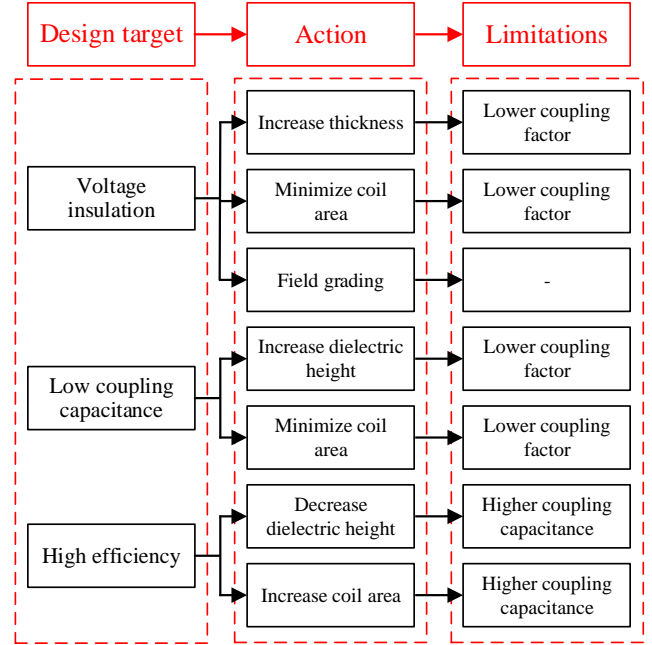 Design target
Action
Limitations
Voltage
insulation
Increase thickness
Lower coupling
factor
Minimize coil
area
Lower coupling
factor
Field grading
-
Low coupling
capacitance
Increase dielectric
height
Lower coupling
factor
Minimize coil
area
Lower coupling
factor
High efficiency
Decrease
dielectric height
Higher coupling
capacitance
Increase coil area
Higher coupling
capacitance